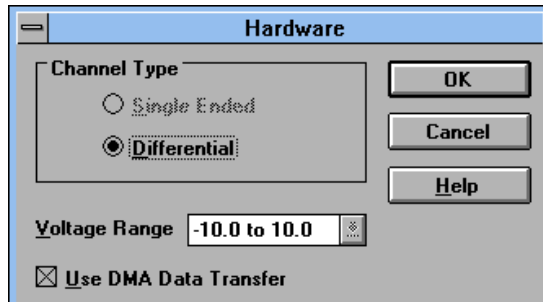 Hardware
Channel Type
Single Ended
Differential
OK
Cancel
Help
Voltage Range -10.0 to 10.0
Use DMA Data Transfer